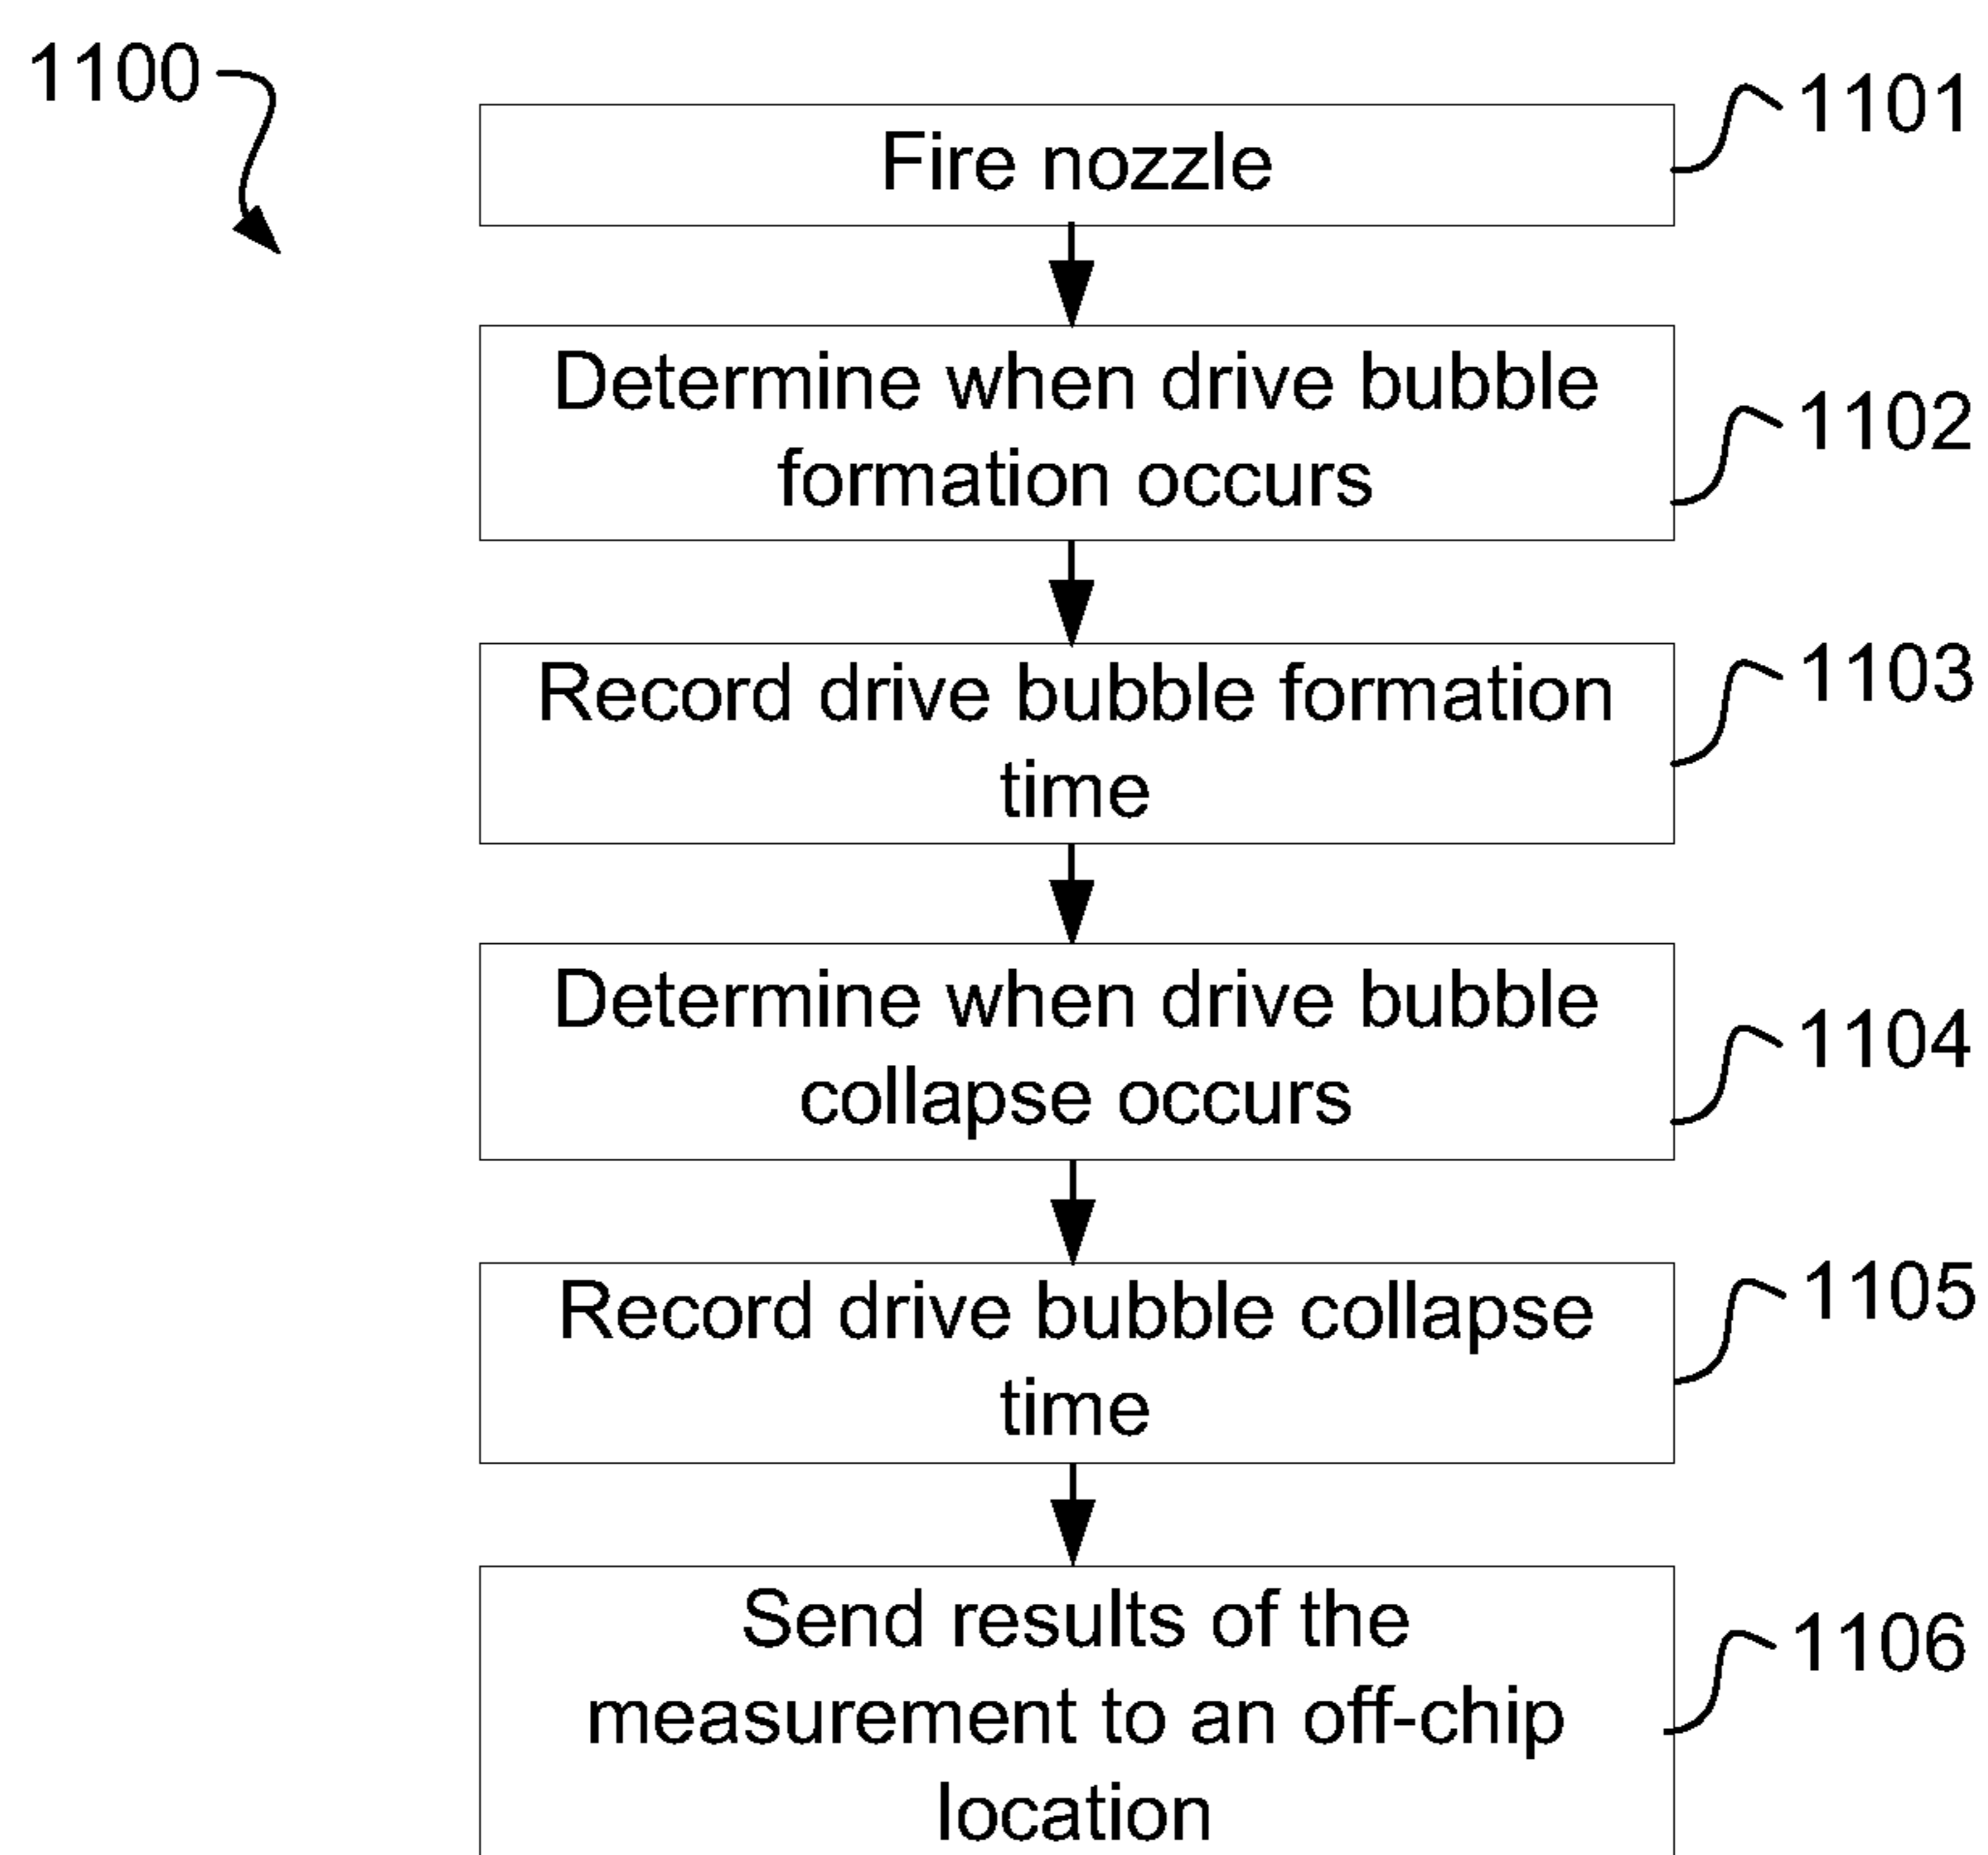 1100
1101
Fire nozzle
Determine when drive bubble
formation occurs
1102
Record drive bubble formation
time
1103
Determine when drive bubble
collapse occurs
1104
Record drive bubble collapse
time
1105
Send results of the
measurement to an off-chip
location
1106